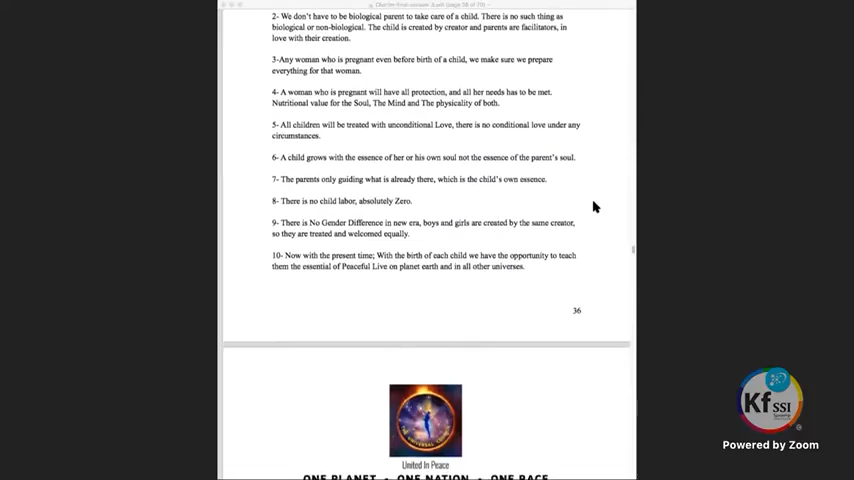 2- We don't have to be biological parent to take care of a child. There is no such thing as
biological or non-biological. The child is created by creator and parents are facilitators, in
love with their creation.
3-Any woman who is pregnant even before birth of a child, we make sure we prepare
everything for that woman.
4- A woman who is pregnant will have all protection, and all her needs has to be met.
Nutritional value for the Soul, The Mind and The physicality of both.
5- All children will be treated with unconditional Love, there is no conditional love under any
circumstances.
6- A child grows with the essence of her or his own soul not the essence of the parent's soul.
7- The parents only guiding what is already there, which is the child's own essence.
8- There is no child labor, absolutely Zero.
9- There is No Gender Difference in new era, boys and girls are created by the same creator,
so they are treated and welcomed equally.
10- Now with the present time; With the birth of each child we have the opportunity to teach
them the essential of Peaceful Live on planet earth and in all other universes.
36
United In Peace
ONE PLANET - ONE NATION - ONE RACE
Kf SSI
Powered by Zoom